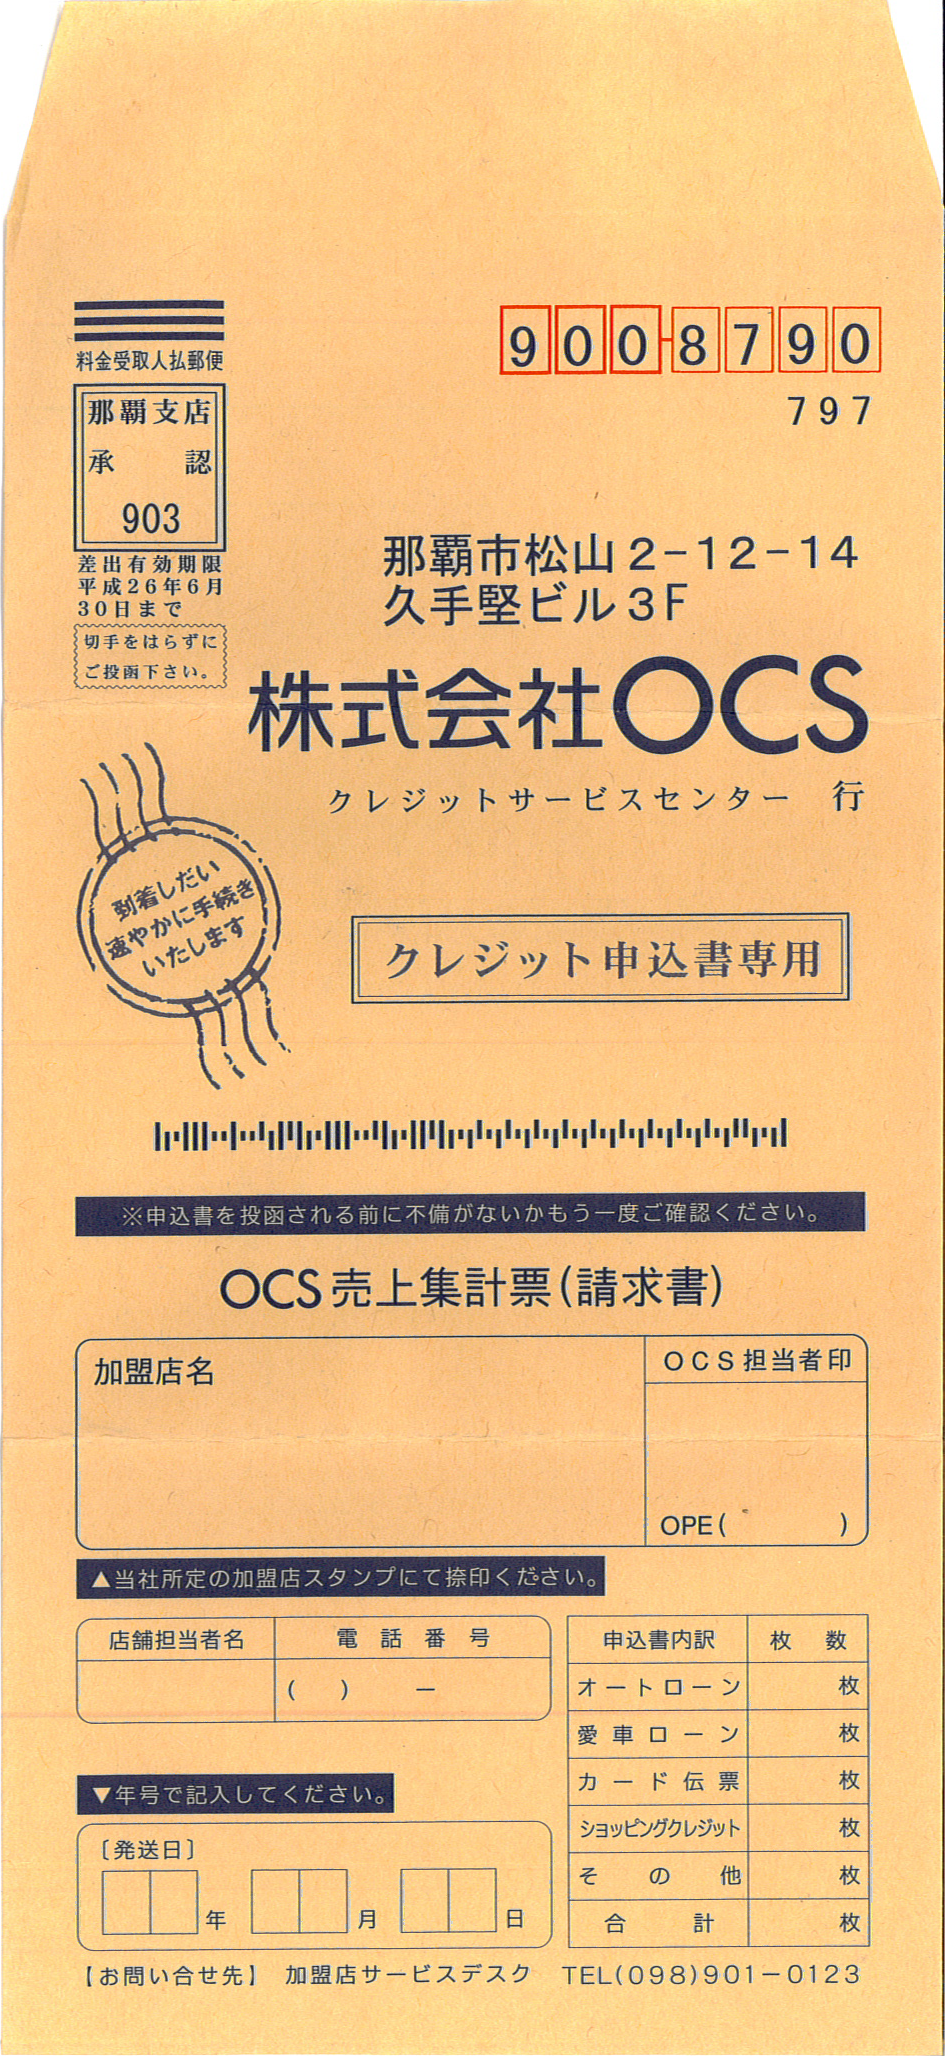 料金受取人払郵便
那覇支店
承認
903
差出有効期限
平成26年6月
30日まで
切手をはらずに
ご投函下さい。
900-8790
797
那覇市松山2-12-14
久手堅ビル3F
株式会社OCS
クレジットサービスセンター 行
到着しだい
速やかに手続き
いたします
クレジット申込書専用
※申込書を投函される前に不備がないかもう一度ご確認ください。
OCS売上集計票(請求書)
加盟店名
OCS担当者印
OPE( )
▲当社所定の加盟店スタンプにて捺印ください。
店舗担当者名 電話番号
( ) ー
申込書内訳 枚数
オートローン 枚
愛車ローン 枚
カード伝票 枚
ショッピングクレジット 枚
その他 枚
合計 枚
▼年号で記入してください。
〔発送日〕
年 月 日
【お問い合せ先】 加盟店サービスデスク TEL(098)901-0123